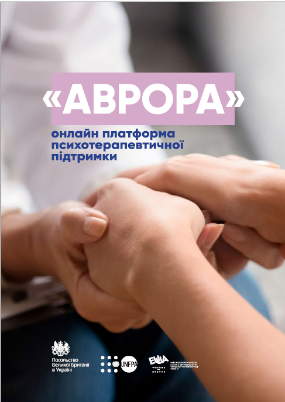 «АВРОРА»
онлайн платформа
психотерапевтичної
підтримки
Посольство
Великої Британії
в Україні
UNFPA